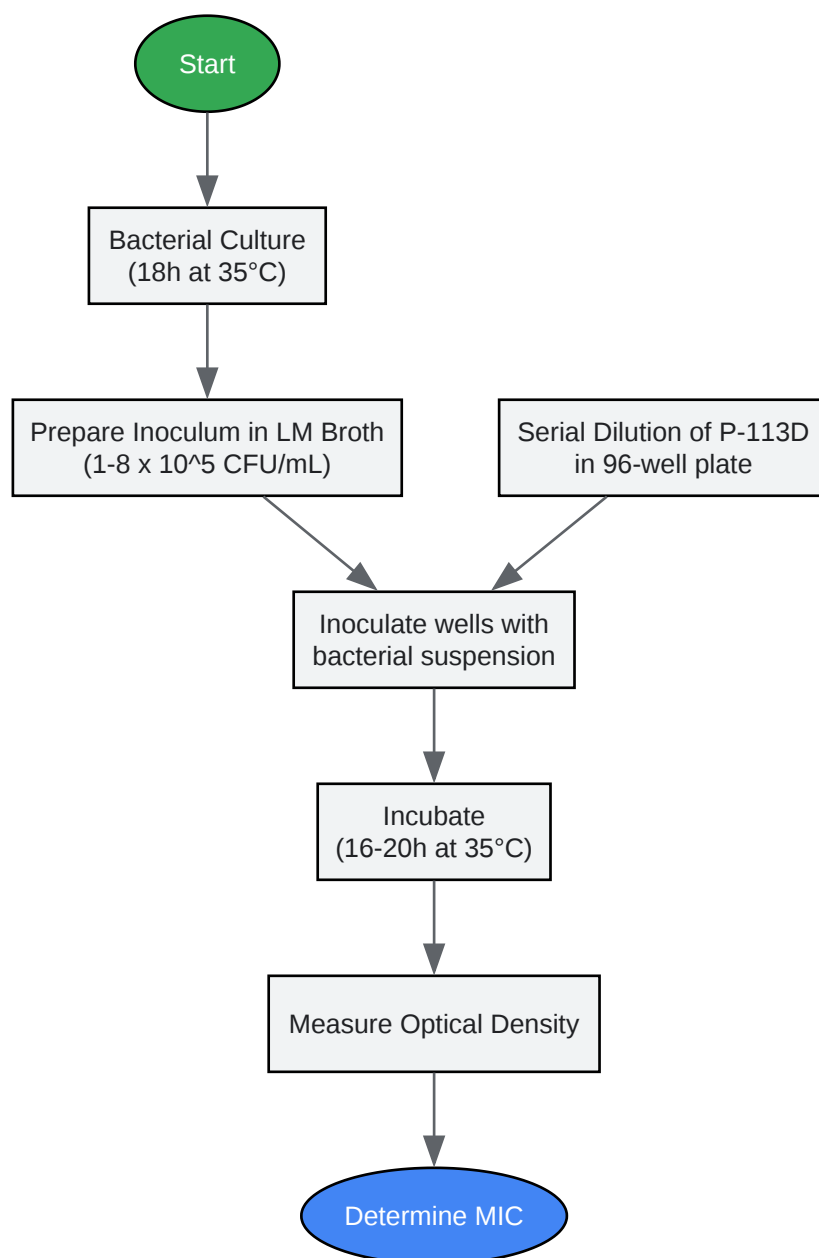 Start
Bacterial Culture
(18h at 35°C)
Prepare Inoculum in LM Broth
(1-8 x 10^5 CFU/mL)
Serial Dilution of P-113D
in 96-well plate
Inoculate wells with
bacterial suspension
Incubate
(16-20h at 35°C)
Measure Optical Density
Determine MIC